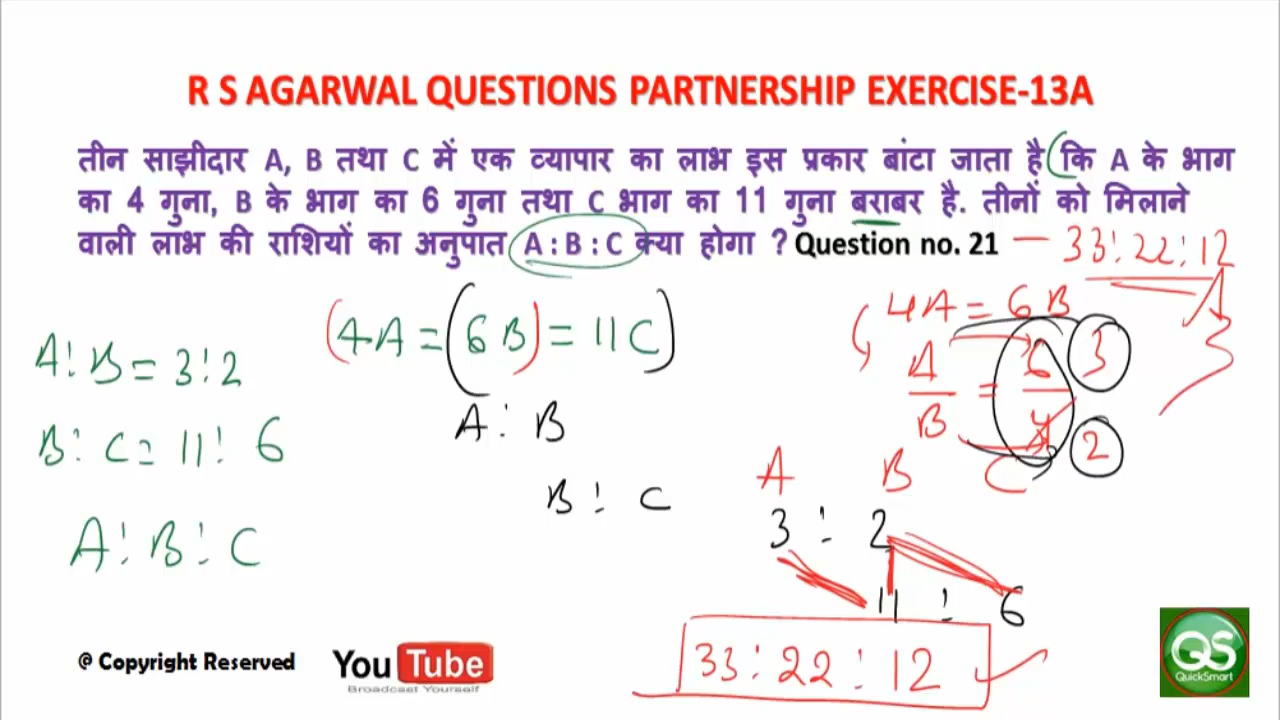 R S AGARWAL QUESTIONS PARTNERSHIP EXERCISE-13A
तीन साझीदार A, B तथा C में एक व्यापार का लाभ इस प्रकार बांटा जाता है कि A के भाग
का 4 गुना, B के भाग का 6 गुना तथा C भाग का 11 गुना बराबर है. तीनों को मिलाने
वाली लाभ की राशियों का अनुपात A : B : C क्या होगा ? Question no. 21 — 33:22:12
A
4A = 6B
(4A = (6B) = 11C)
A/B = 6/4
3
2
A:B = 3:2
B:C = 11:6
A:B:C
A:B
B:C
A B C
3:2
11:6
33:22:12
@ Copyright Reserved
YouTube
Broadcast Yourself
QS
QuickSmart